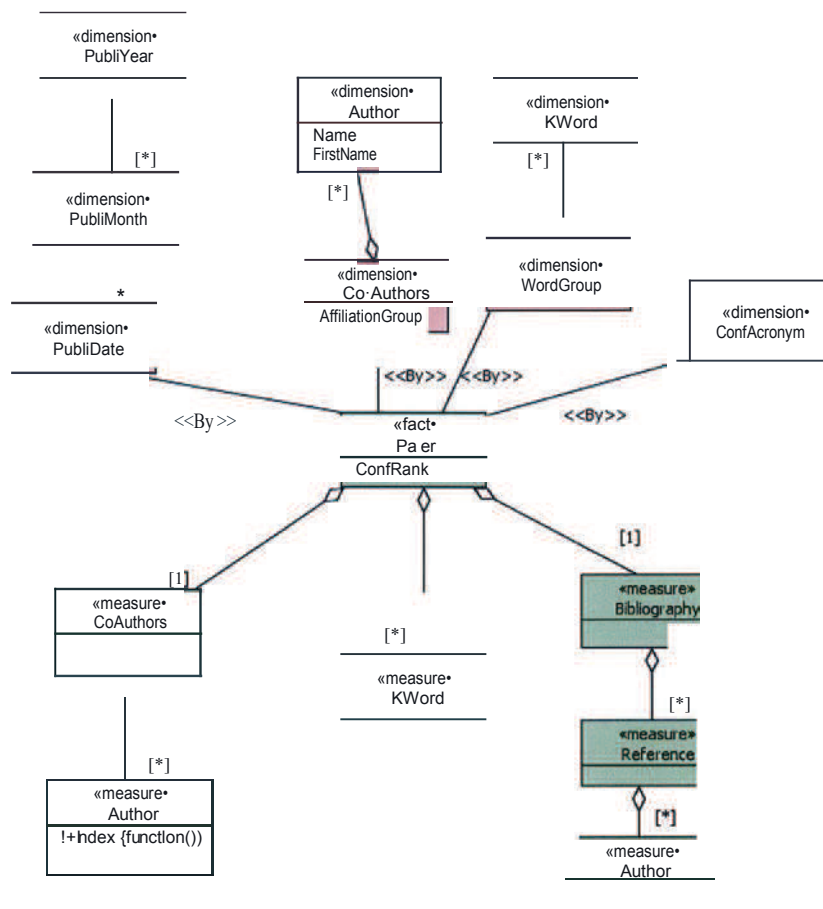 «dimension•
PubliYear
[*]
«dimension•
PubliMonth
*
«dimension•
PubliDate
<<By>>
«dimension•
Author
Name
FirstName
[*]
«dimension•
Co·Authors
AffiliationGroup
<<By>>
«dimension•
KWord
[*]
«dimension•
WordGroup
<<By>>
«dimension•
ConfAcronym
<<By>>
«fact•
Pa er
ConfRank
[1]
«measure•
CoAuthors
[*]
«measure•
Author
!+Index {function())
[*]
«measure•
KWord
[1]
«measure»
Bibliography
[*]
«measure»
Reference
[*]
«measure•
Author